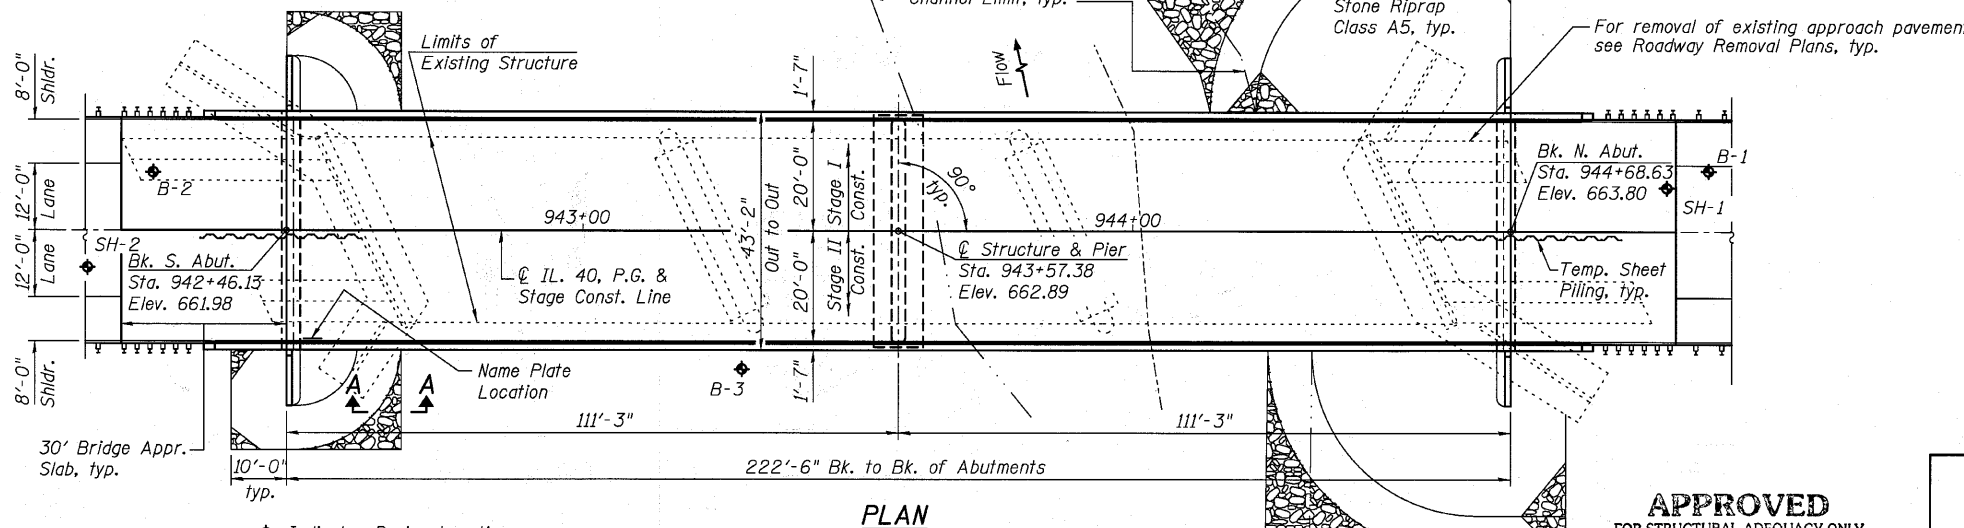 Channel Limit, typ.
Stone Riprap
Class A5, typ.
For removal of existing approach pavement
see Roadway Removal Plans, typ.
Limits of
Existing Structure
Flow
8'-0"
Shldr.
1'-7"
12'-0"
Lane
B-2
20'-0"
Stage I
Const.
90°
typ.
Bk. N. Abut.
Sta. 944+68.63
Elev. 663.80
B-1
SH-1
943+00
43'-2"
Out to Out
944+00
SH-2
12'-0"
Lane
Bk. S. Abut.
Sta. 942+46.13
Elev. 661.98
℄ IL. 40, P.G. &
Stage Const. Line
20'-0"
Stage II
Const.
℄ Structure & Pier
Sta. 943+57.38
Elev. 662.89
Temp. Sheet
Piling, typ.
8'-0"
Shldr.
Name Plate
Location
A A
B-3
1'-7"
111'-3"
111'-3"
30' Bridge Appr.
Slab, typ.
10'-0"
typ.
222'-6" Bk. to Bk. of Abutments
PLAN
APPROVED
FOR STRUCTURAL ADEQUACY ONLY